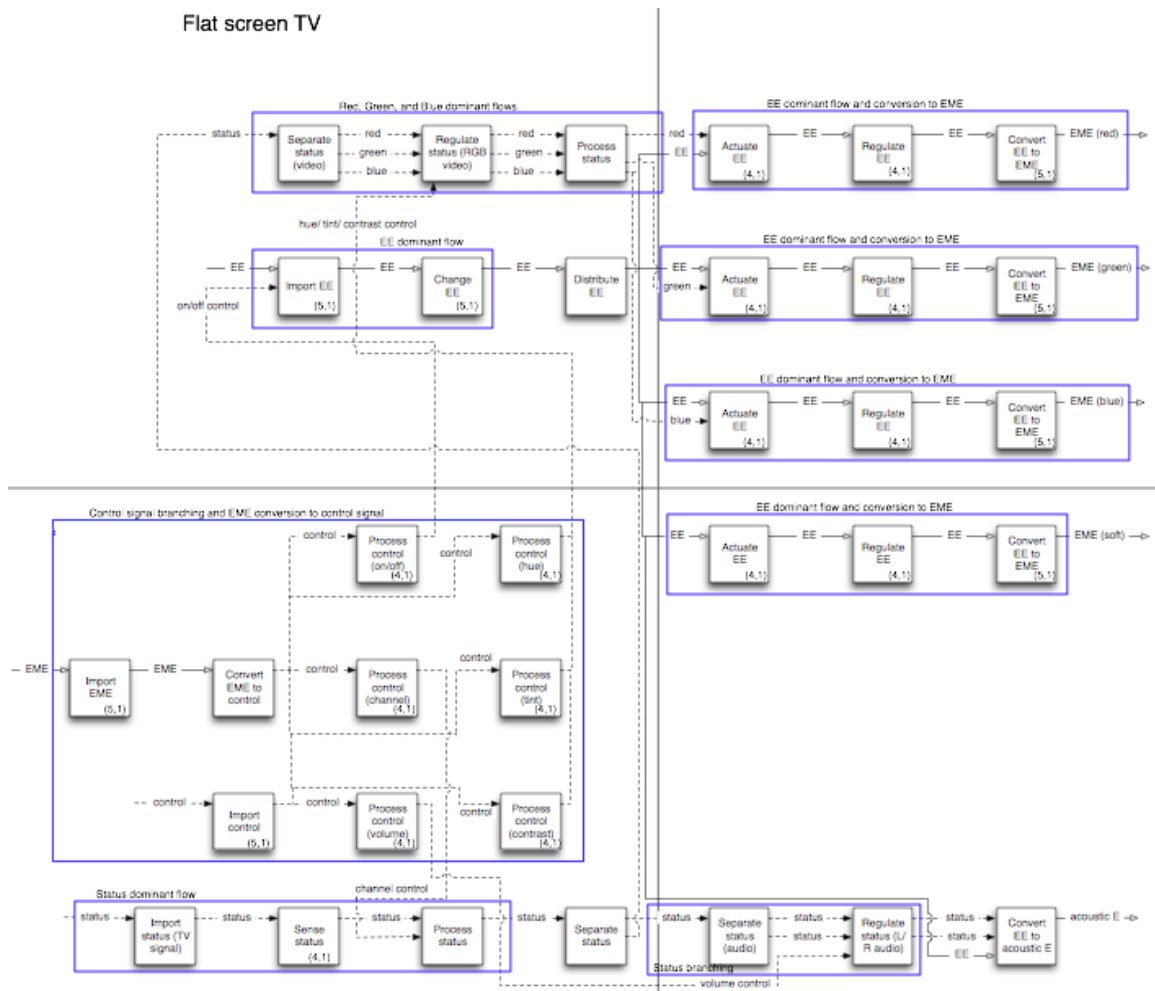 Flat screen TV
Red, Green, and Blue dominant flows
EE dominant flow and conversion to EME
status
Separate
status
(video)
red
green
blue
Regulate
status (RGB
video)
red
green
blue
Process
status
red
EE
Actuate
EE
(4,1)
EE
Regulate
EE
(4,1)
EE
Convert
EE to
EME
(5,1)
EME (red)
hue/ tint/ contrast control
EE dominant flow
EE dominant flow and conversion to EME
EE
on/off control
Import EE
(5,1)
EE
Change
EE
(5,1)
EE
Distribute
EE
EE
green
Actuate
EE
(4,1)
EE
Regulate
EE
(4,1)
EE
Convert
EE to
EME
(5,1)
EME (green)
EE dominant flow and conversion to EME
EE
blue
Actuate
EE
(4,1)
EE
Regulate
EE
(4,1)
EE
Convert
EE to
EME
(5,1)
EME (blue)
Control signal branching and EME conversion to control signal
EE dominant flow and conversion to EME
control
Process
control
(on/off)
(4,1)
control
Process
control
(hue)
(4,1)
EE
Actuate
EE
(4,1)
EE
Regulate
EE
(4,1)
EE
Convert
EE to
EME
(5,1)
EME (soft)
EME
Import
EME
(5,1)
EME
Convert
EME to
control
control
Process
control
(channel)
(4,1)
control
Process
control
(tint)
(4,1)
control
Import
control
(5,1)
control
Process
control
(volume)
(4,1)
control
Process
control
(contrast)
(4,1)
Status dominant flow
channel control
status
Import
status (TV
signal)
status
Sense
status
(4,1)
status
Process
status
status
Separate
status
status
Separate
status
(audio)
status
status
Regulate
status (L/
R audio)
status
status
EE
Convert
EE to
acoustic E
acoustic E
Status branching
volume control